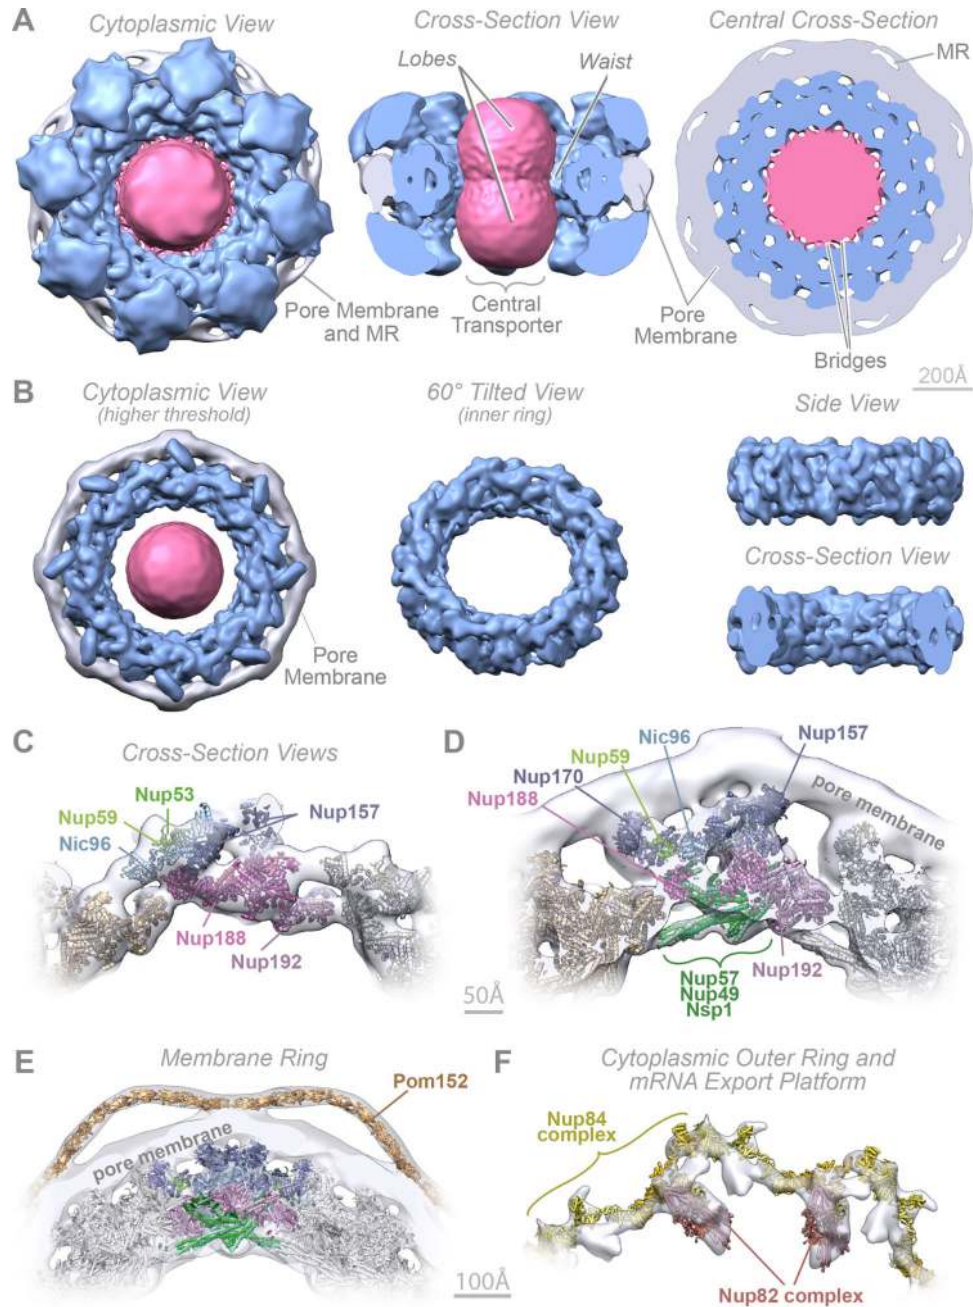 A
Cytoplasmic View
Cross-Section View
Central Cross-Section
Lobes
Waist
MR
Pore Membrane
and MR
Central
Transporter
Pore
Membrane
Bridges
200Å
B
Cytoplasmic View
(higher threshold)
60° Tilted View
(inner ring)
Side View
Cross-Section View
Pore
Membrane
C
Cross-Section Views
Nup53
Nup59
Nic96
Nup157
Nup188
Nup192
50Å
D
Nup157
Nic96
Nup59
Nup170
Nup188
pore membrane
Nup192
Nup57
Nup49
Nsp1
E
Membrane Ring
Pom152
pore membrane
100Å
F
Cytoplasmic Outer Ring and
mRNA Export Platform
Nup84
complex
Nup82 complex